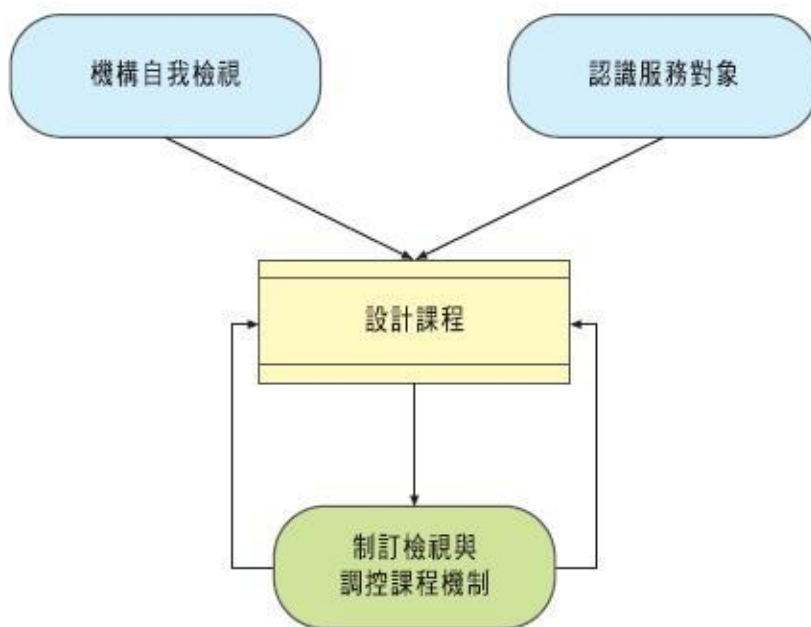 機構自我檢視
認識服務對象
設計課程
制訂檢視與
調控課程機制